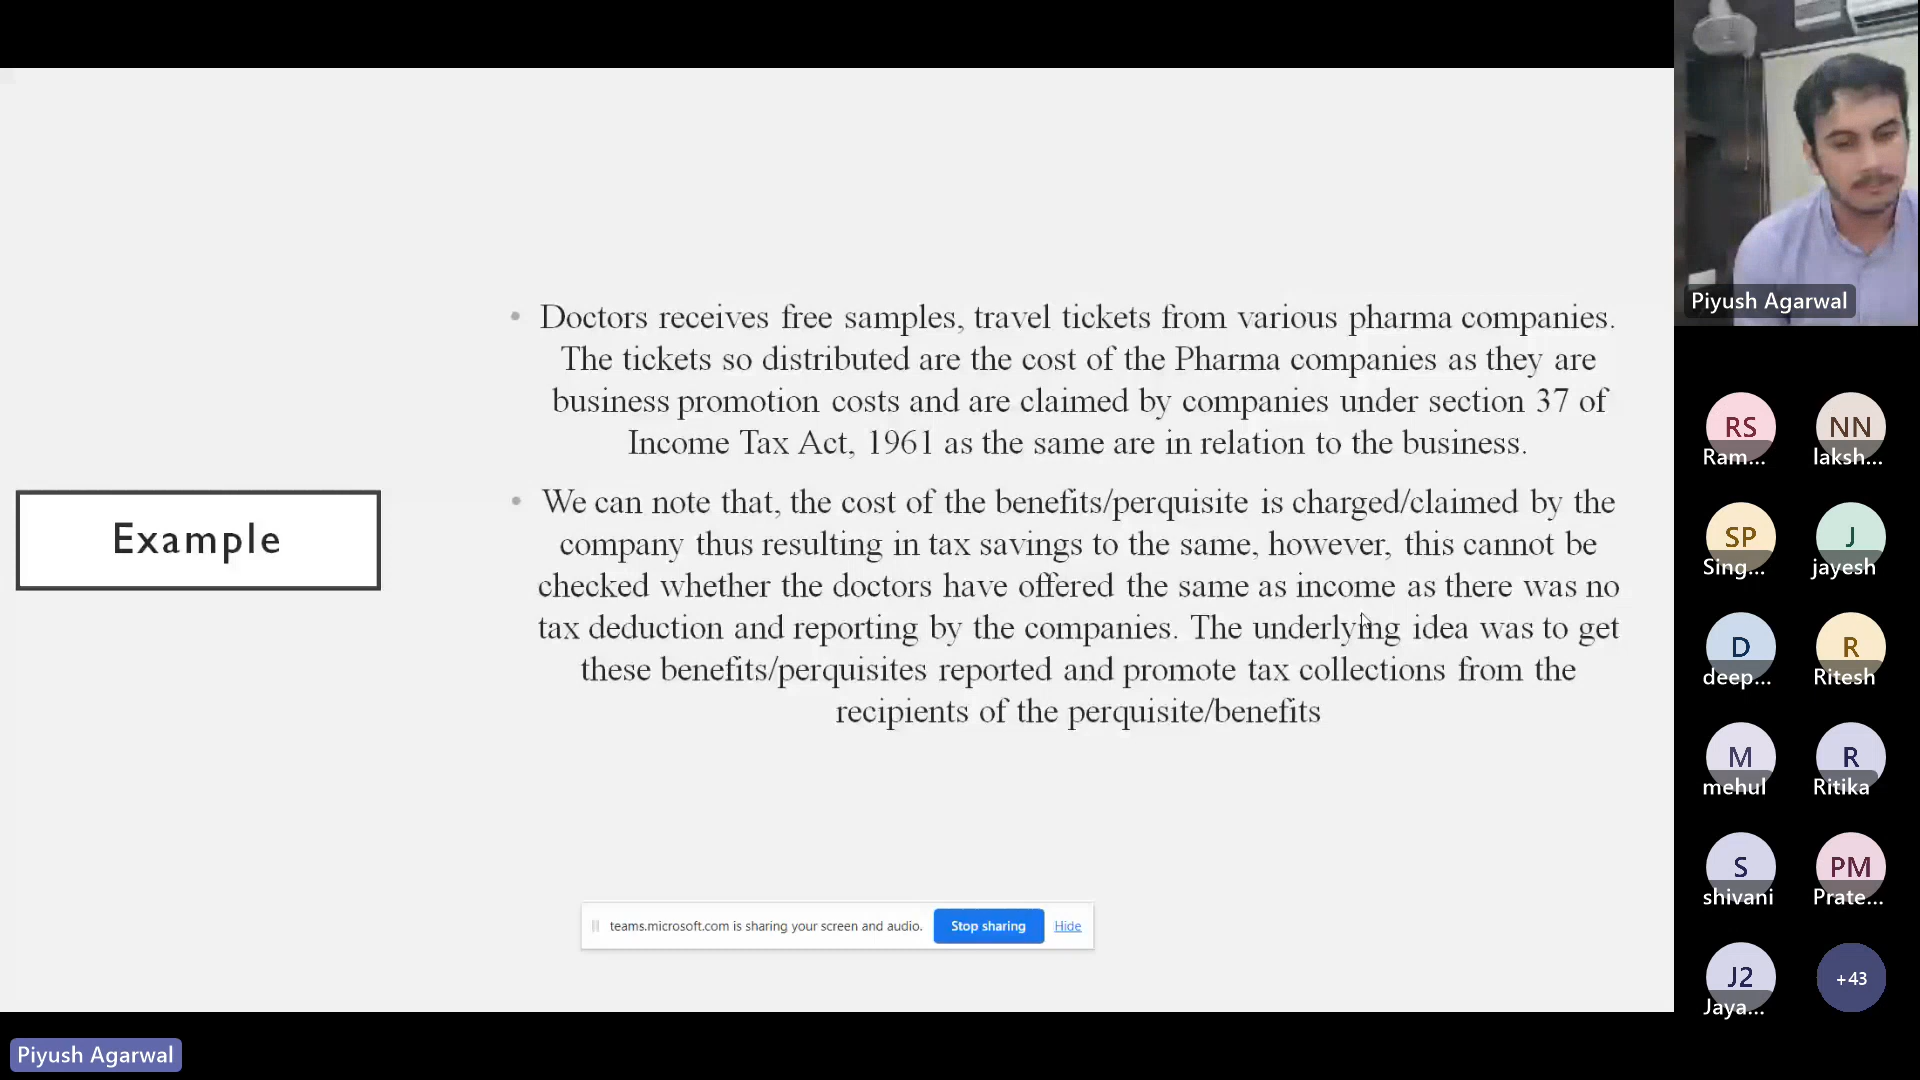 Example
• Doctors receives free samples, travel tickets from various pharma companies.
The tickets so distributed are the cost of the Pharma companies as they are
business promotion costs and are claimed by companies under section 37 of
Income Tax Act, 1961 as the same are in relation to the business.
• We can note that, the cost of the benefits/perquisite is charged/claimed by the
company thus resulting in tax savings to the same, however, this cannot be
checked whether the doctors have offered the same as income as there was no
tax deduction and reporting by the companies. The underlying idea was to get
these benefits/perquisites reported and promote tax collections from the
recipients of the perquisite/benefits
teams.microsoft.com is sharing your screen and audio. Stop sharing Hide
Piyush Agarwal
Piyush Agarwal
RS NN
Ram... laksh...
SP J
Sing... jayesh
D R
deep... Ritesh
M R
mehul Ritika
S PM
shivani Prate...
J2 +43
Jaya...